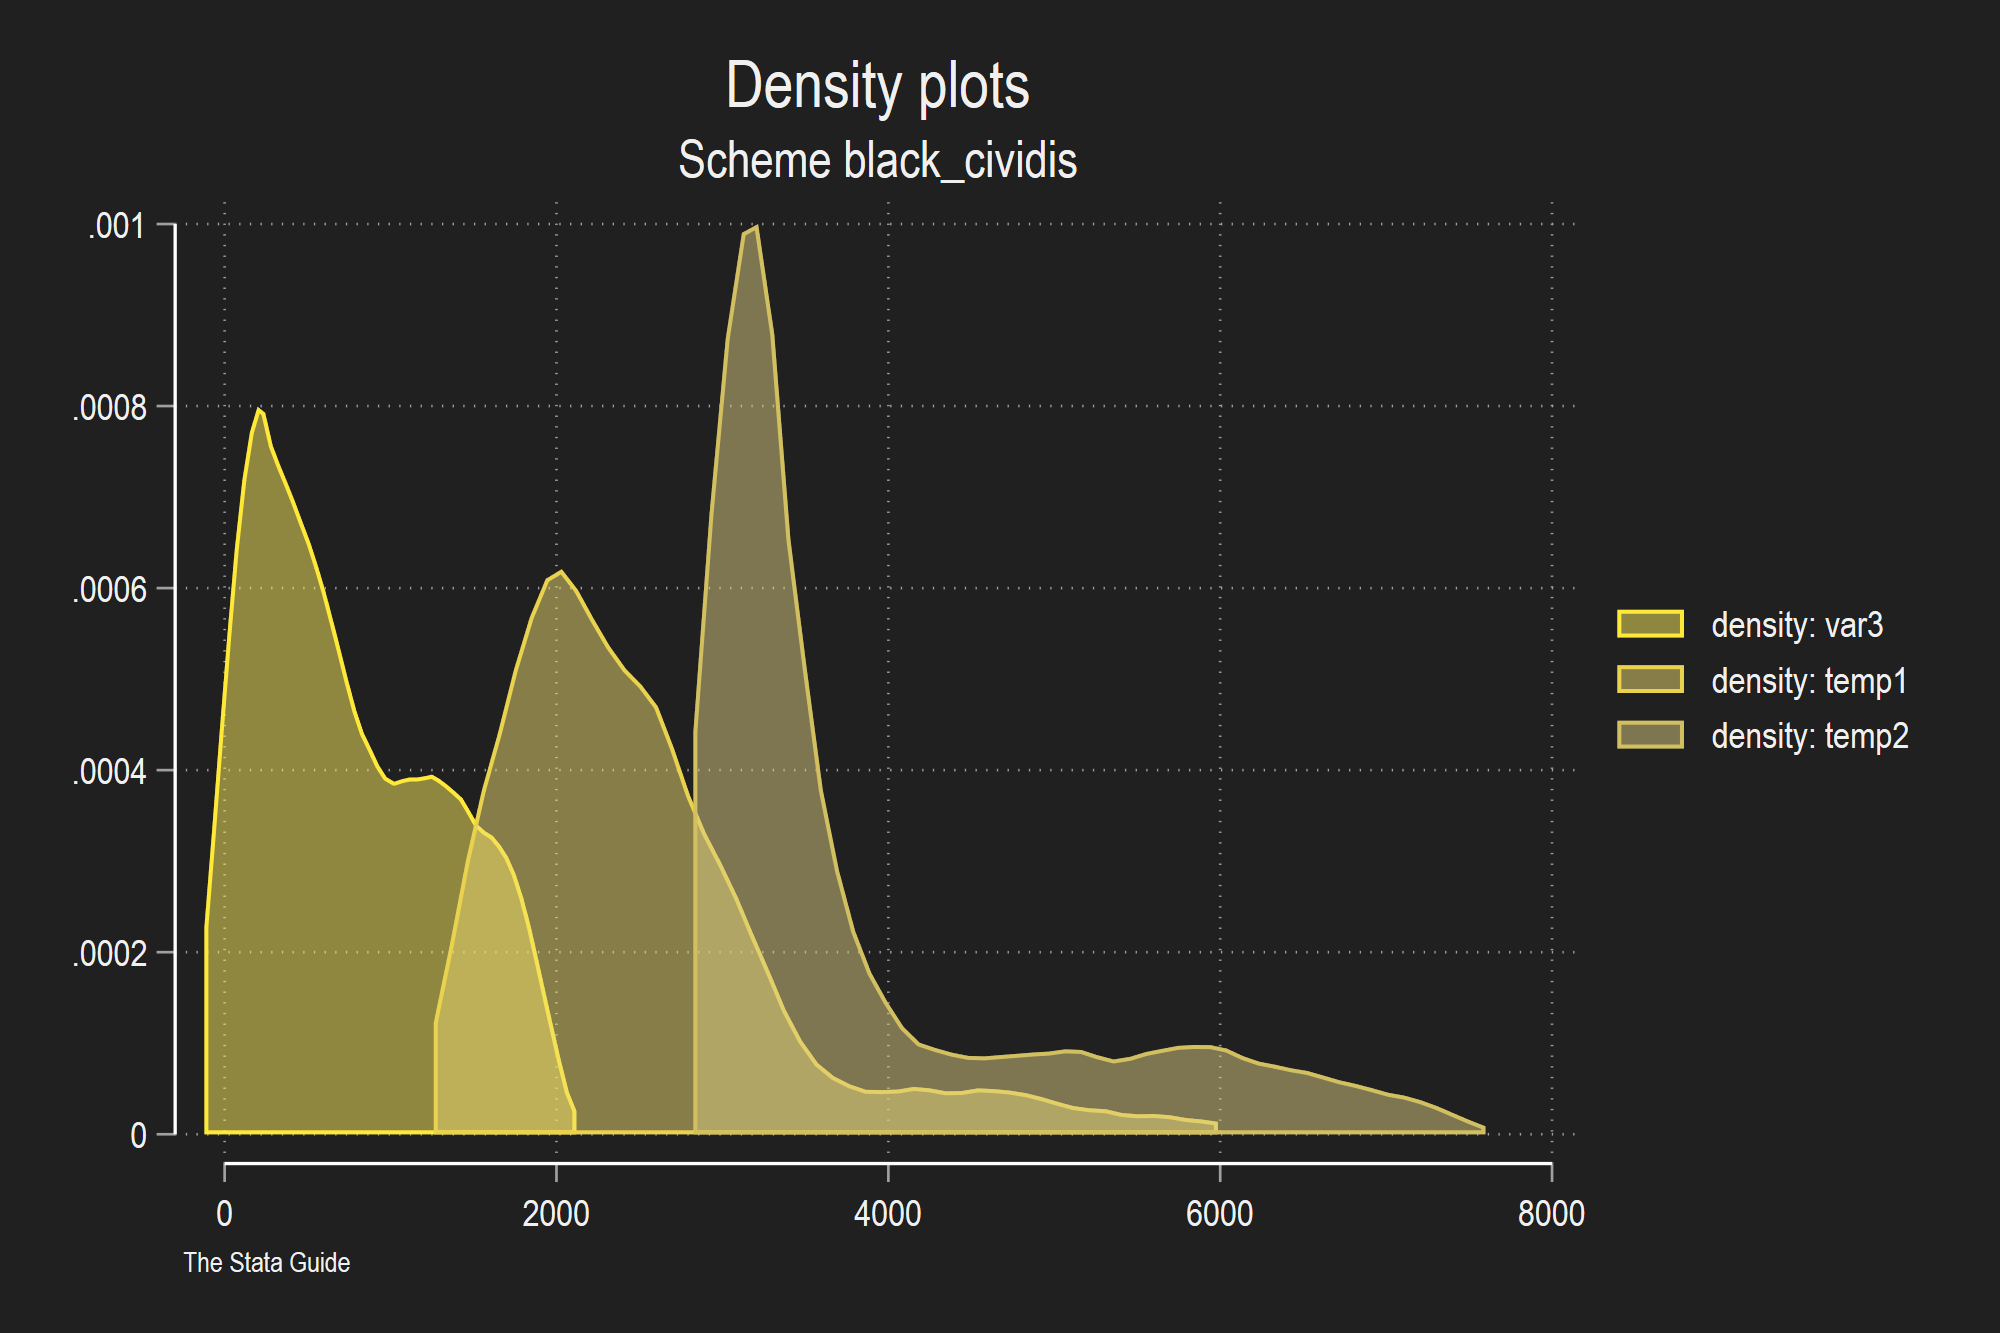 Density plots
Scheme black_cividis
.001
.0008
.0006
.0004
.0002
0
0 2000 4000 6000 8000
density: var3
density: temp1
density: temp2
The Stata Guide